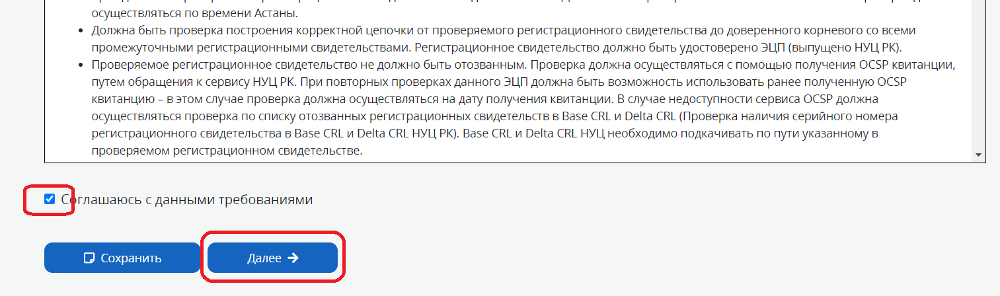 осуществляться по времени Астаны.
• Должна быть проверка построения корректной цепочки от проверяемого регистрационного свидетельства до доверенного корневого со всеми
промежуточными регистрационными свидетельствами. Регистрационное свидетельство должно быть удостоверено ЭЦП (выпущено НУЦ РК).
• Проверяемое регистрационное свидетельство не должно быть отозванным. Проверка должна осуществляться с помощью получения OCSP квитанции,
путем обращения к сервису НУЦ РК. При повторных проверках данного ЭЦП должна быть возможность использовать ранее полученную OCSP
квитанцию – в этом случае проверка должна осуществляться на дату получения квитанции. В случае недоступности сервиса OCSP должна
осуществляться проверка по списку отозванных регистрационных свидетельств в Base CRL и Delta CRL (Проверка наличия серийного номера
регистрационного свидетельства в Base CRL и Delta CRL НУЦ РК). Base CRL и Delta CRL НУЦ необходимо подкачивать по пути указанному в
проверяемом регистрационном свидетельстве.
Соглашаюсь с данными требованиями
Сохранить
Далее →